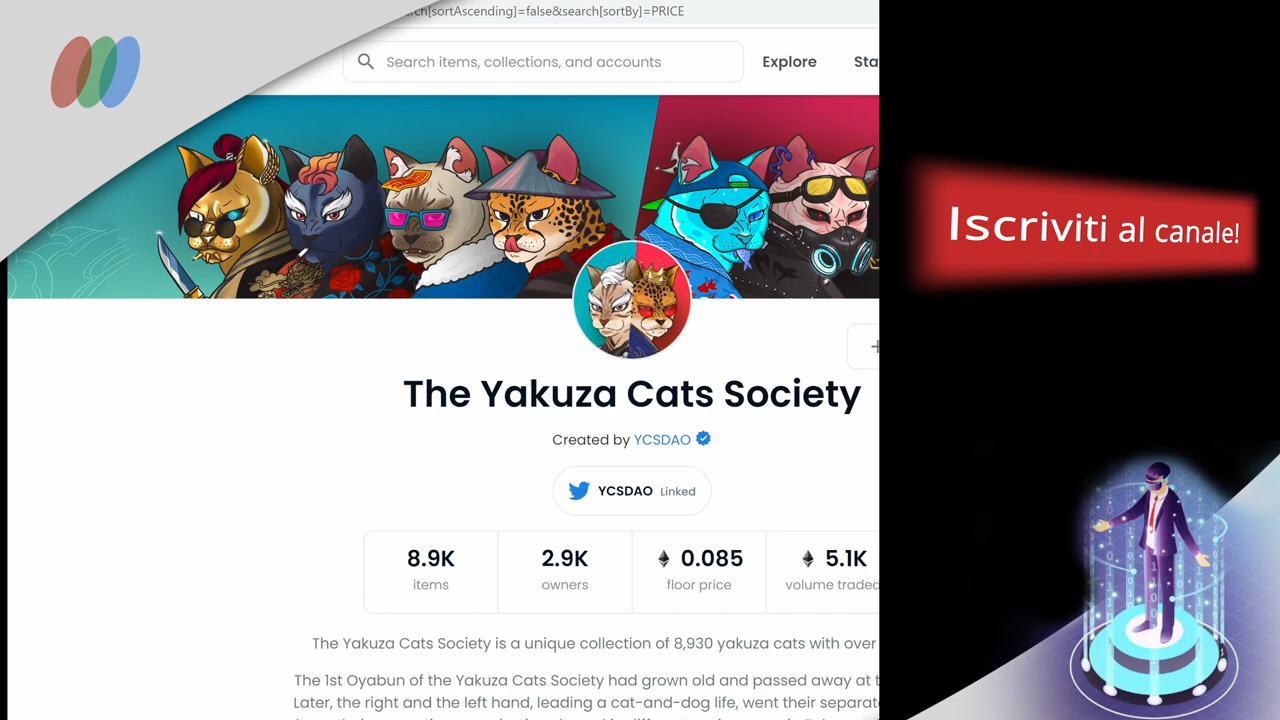 rch[sortAscending]=false&search[sortBy]=PRICE
Search items, collections, and accounts
Explore
Sta
Iscriviti al canale!
The Yakuza Cats Society
Created by YCSDAO
YCSDAO Linked
8.9K
2.9K
0.085
5.1K
items
owners
floor price
volume traded
The Yakuza Cats Society is a unique collection of 8,930 yakuza cats with over
The 1st Oyabun of the Yakuza Cats Society had grown old and passed away at t
Later, the right and the left hand, leading a cat-and-dog life, went their separat